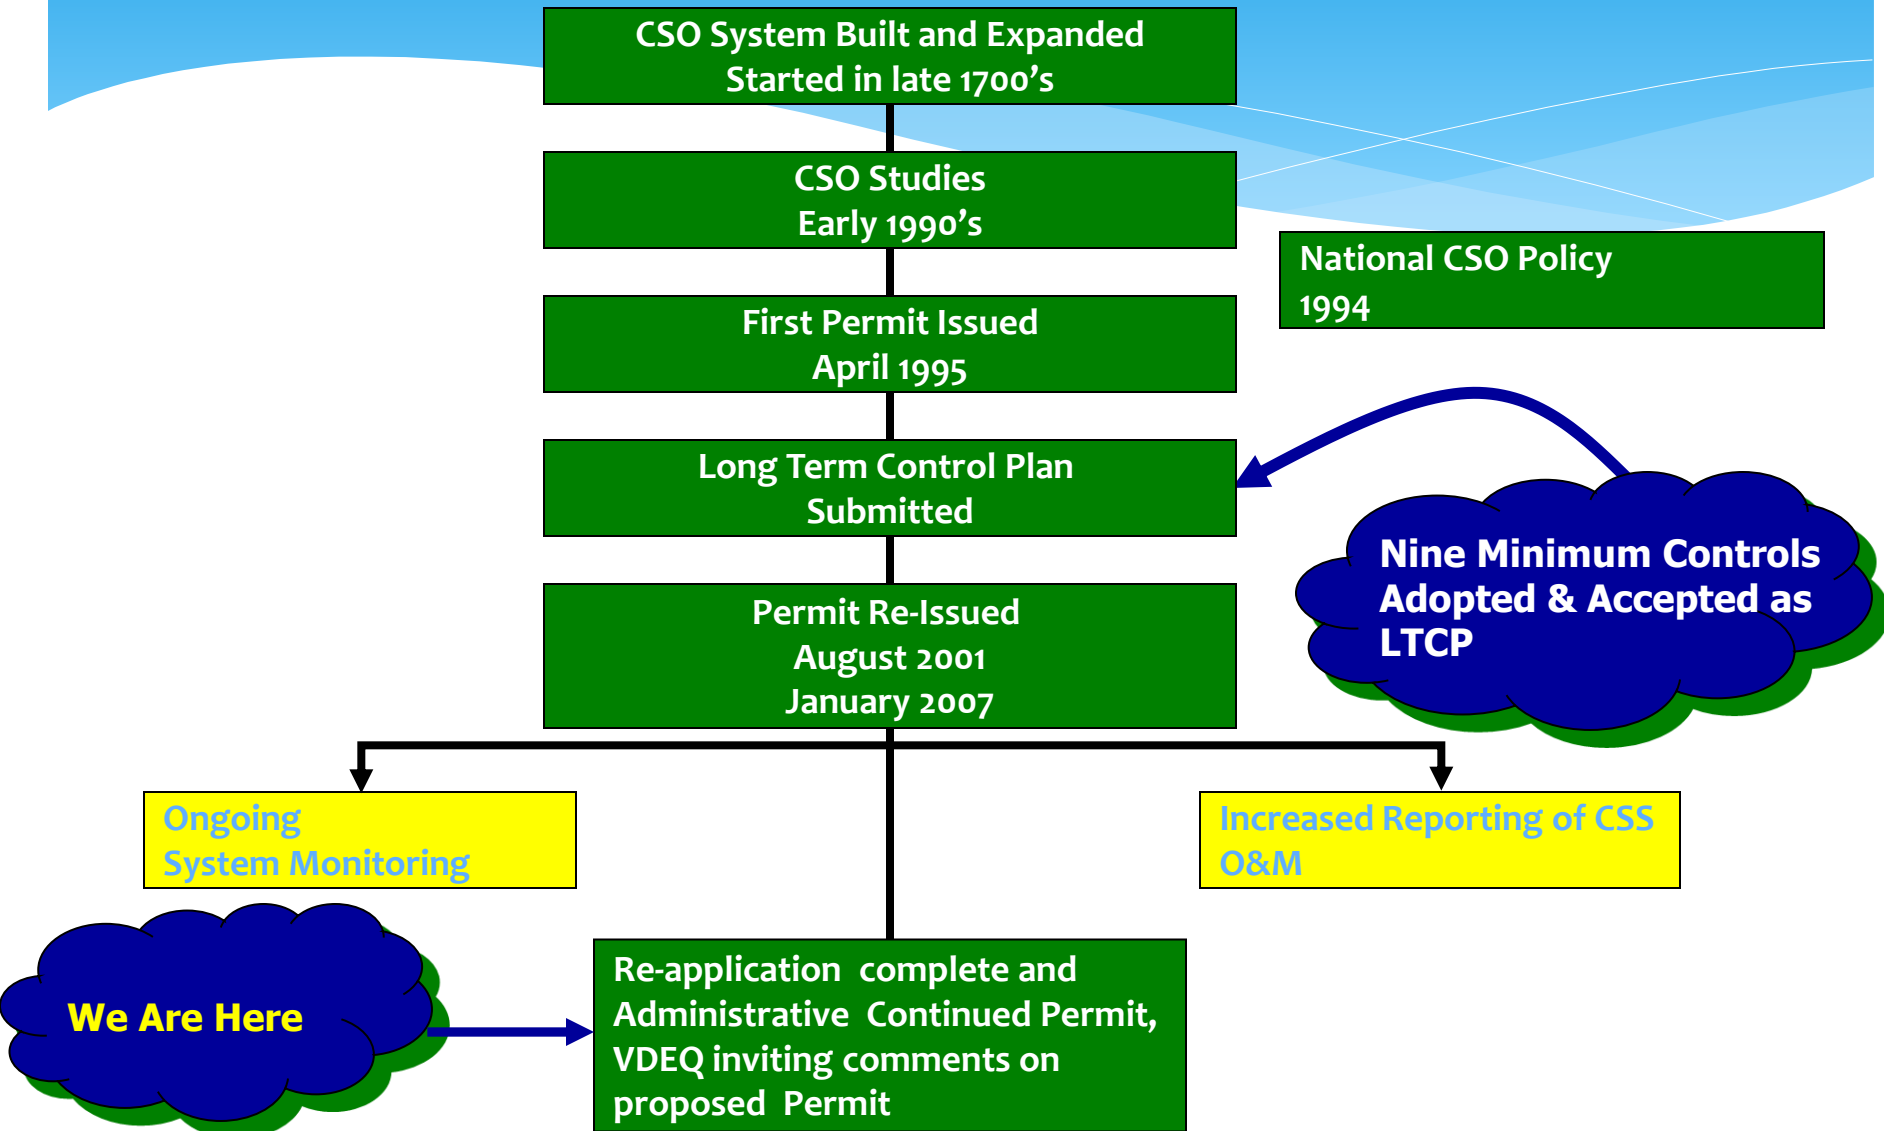 CSO System Built and Expanded
Started in late 1700’s
CSO Studies
Early 1990’s
National CSO Policy
1994
First Permit Issued
April 1995
Long Term Control Plan
Submitted
Nine Minimum Controls
Adopted & Accepted as
LTCP
Permit Re-Issued
August 2001
January 2007
Ongoing
System Monitoring
Increased Reporting of CSS
O&M
We Are Here
Re-application complete and
Administrative Continued Permit,
VDEQ inviting comments on
proposed Permit